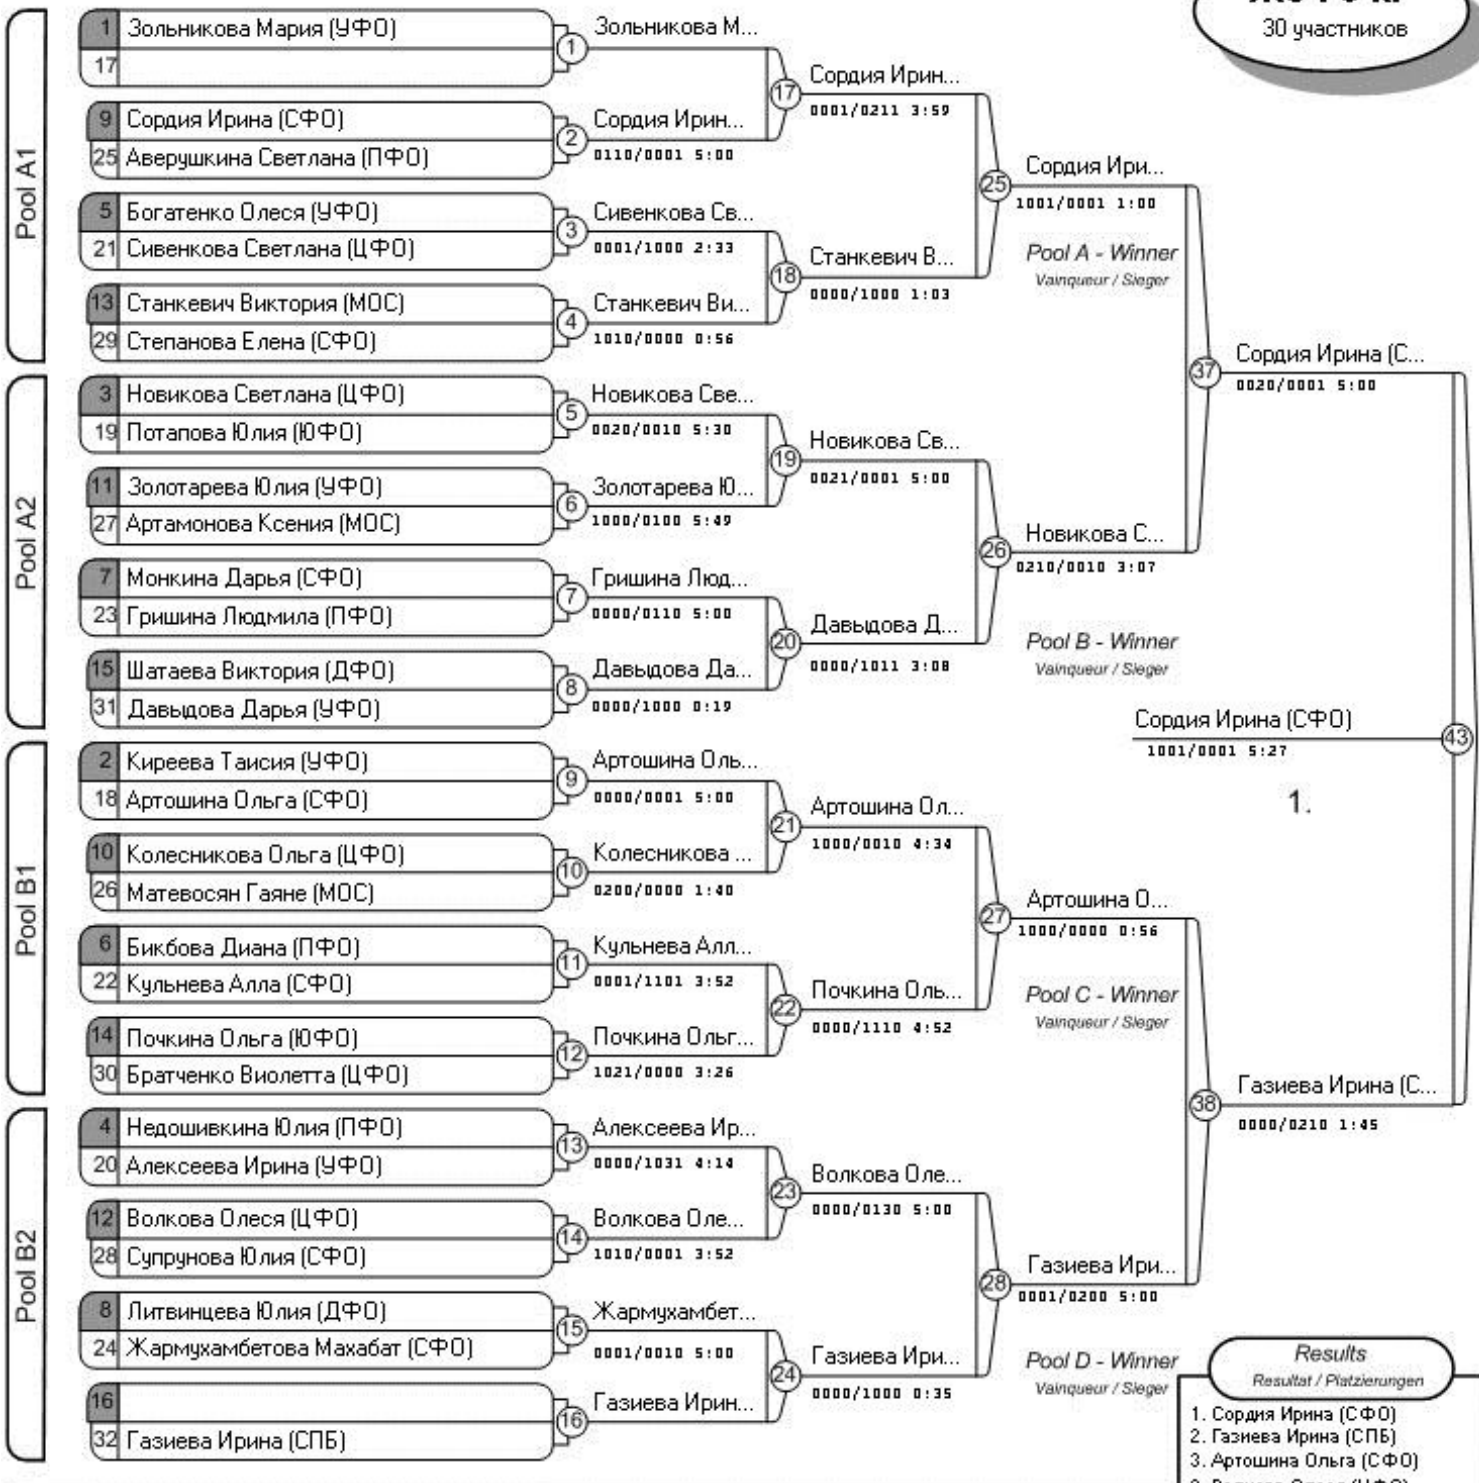 30 участников
Pool A1
1 Зольникова Мария (УФО)
17
9 Сордия Ирина (СФО)
25 Аверушкина Светлана (ПФО)
5 Богатенко Олеся (УФО)
21 Сивенкова Светлана (ЦФО)
13 Станкевич Виктория (МОС)
29 Степанова Елена (СФО)
Pool A2
3 Новикова Светлана (ЦФО)
19 Потапова Юлия (ЮФО)
11 Золотарева Юлия (УФО)
27 Артамонова Ксения (МОС)
7 Монкина Дарья (СФО)
23 Гришина Людмила (ПФО)
15 Шатаева Виктория (ДФО)
31 Давыдова Дарья (УФО)
Pool B1
2 Киреева Таисия (УФО)
18 Артошина Ольга (СФО)
10 Колесникова Ольга (ЦФО)
26 Матевосян Гаяне (МОС)
6 Бикбова Диана (ПФО)
22 Кульнева Алла (СФО)
14 Почкина Ольга (ЮФО)
30 Братченко Виолетта (ЦФО)
Pool B2
4 Недошивкина Юлия (ПФО)
20 Алексеева Ирина (УФО)
12 Волкова Олеся (ЦФО)
28 Супрунова Юлия (СФО)
8 Литвинцева Юлия (ДФО)
24 Жармухамбетова Махабат (СФО)
16
32 Газиева Ирина (СПБ)
1 Зольникова М...
2 Сордия Ирин...
0110/0001 5:00
3 Сивенкова Св...
0001/1000 2:33
4 Станкевич Ви...
1010/0000 0:56
5 Новикова Све...
0020/0010 5:30
6 Золотарева Ю...
1000/0100 5:49
7 Гришина Люд...
0000/0110 5:00
8 Давыдова Да...
0000/1000 0:19
9 Артошина Оль...
0000/0001 5:00
10 Колесникова ...
0200/0000 1:40
11 Кульнева Алл...
0001/1101 3:52
12 Почкина Ольг...
1021/0000 3:26
13 Алексеева Ир...
0000/1031 4:14
14 Волкова Оле...
1010/0001 3:52
15 Жармухамбет...
0001/0010 5:00
16 Газиева Ирин...
17 Сордия Ирин...
0001/0211 3:59
18 Станкевич В...
0000/1000 1:03
19 Новикова Св...
0021/0001 5:00
20 Давыдова Д...
0000/1011 3:08
21 Артошина Ол...
1000/0010 4:34
22 Почкина Оль...
0000/1110 4:52
23 Волкова Оле...
0000/0130 5:00
24 Газиева Ири...
0000/1000 0:35
25 Сордия Ири...
1001/0001 1:00
Pool A - Winner
Vainqueur / Sieger
26 Новикова С...
0210/0010 3:07
Pool B - Winner
Vainqueur / Sieger
27 Артошина О...
1000/0000 0:56
Pool C - Winner
Vainqueur / Sieger
28 Газиева Ири...
0001/0200 5:00
Pool D - Winner
Vainqueur / Sieger
37 Сордия Ирина (С...
0020/0001 5:00
38 Газиева Ирина (С...
0000/0210 1:45
43 Сордия Ирина (СФО)
1001/0001 5:27
1.
Results
Resultat / Platzierungen
1. Сордия Ирина (СФО)
2. Газиева Ирина (СПБ)
3. Артошина Ольга (СФО)